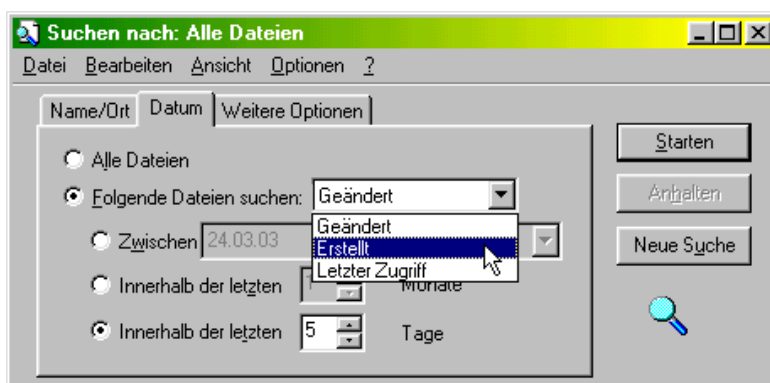 Suchen nach: Alle Dateien
Datei Bearbeiten Ansicht Optionen ?
Name/Ort Datum Weitere Optionen
Starten
Alle Dateien
Folgende Dateien suchen: Geändert
Anhalten
Geändert
Zwischen 24.03.03
Erstellt
Neue Suche
Letzter Zugriff
Innerhalb der letzten Monate
Innerhalb der letzten 5 Tage